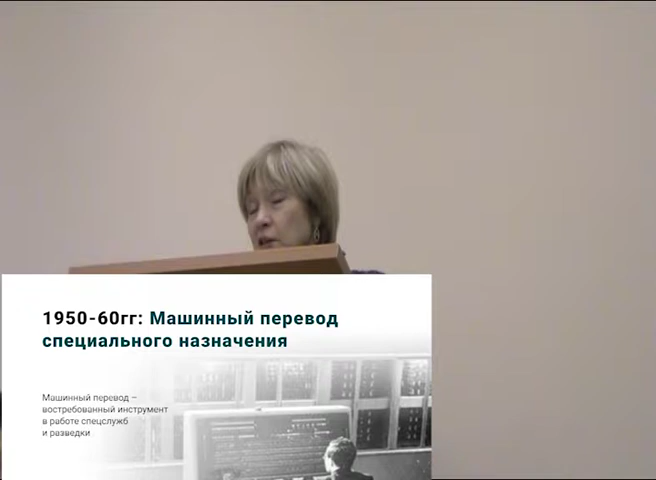 1950-60гг: Машинный перевод
специального назначения
Машинный перевод –
востребованный инструмент
в работе спецслужб
и разведки